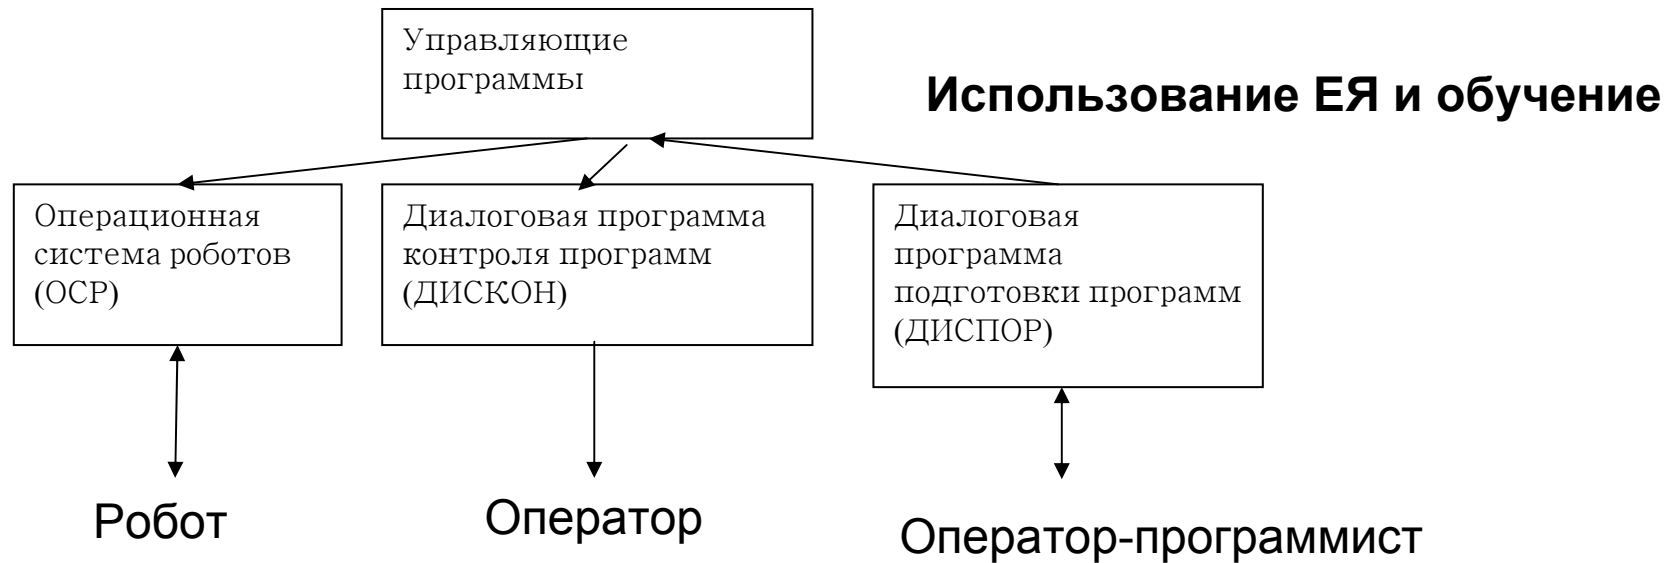 Управляющие
программы
Использование ЕЯ и обучение
Операционная
система роботов
(ОСР)
Диалоговая программа
контроля программ
(ДИСКОН)
Диалоговая
программа
подготовки программ
(ДИСПОР)
Робот
Оператор
Оператор-программист